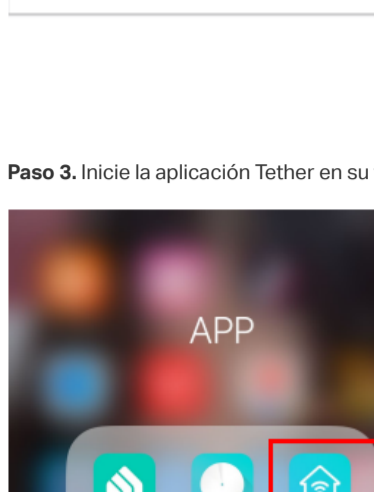 Paso 3. Inicie la aplicación Tether en su
APP